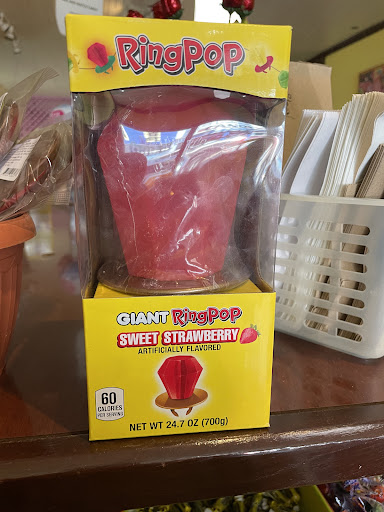 RingPop
GIANT RingPop
SWEET STRAWBERRY
ARTIFICIALLY FLAVORED
60
CALORIES
PER SERVING
NET WT 24.7 OZ (700g)